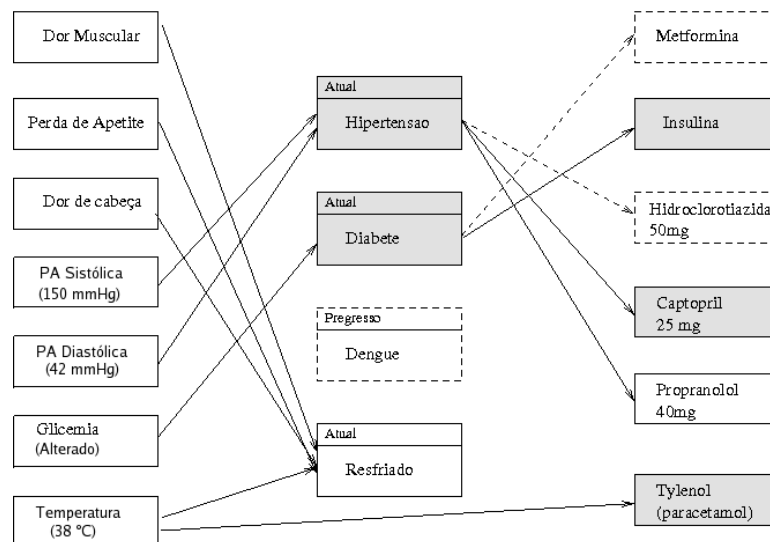 Dor Muscular
Perda de Apetite
Dor de cabeça
PA Sistólica
(150 mmHg)
PA Diastólica
(42 mmHg)
Glicemia
(Alterado)
Temperatura
(38 °C)
Atual
Hipertensao
Atual
Diabete
Pregresso
Dengue
Atual
Resfriado
Metformina
Insulina
Hidroclorotiazida
50mg
Captopril
25 mg
Propranolol
40mg
Tylenol
(paracetamol)